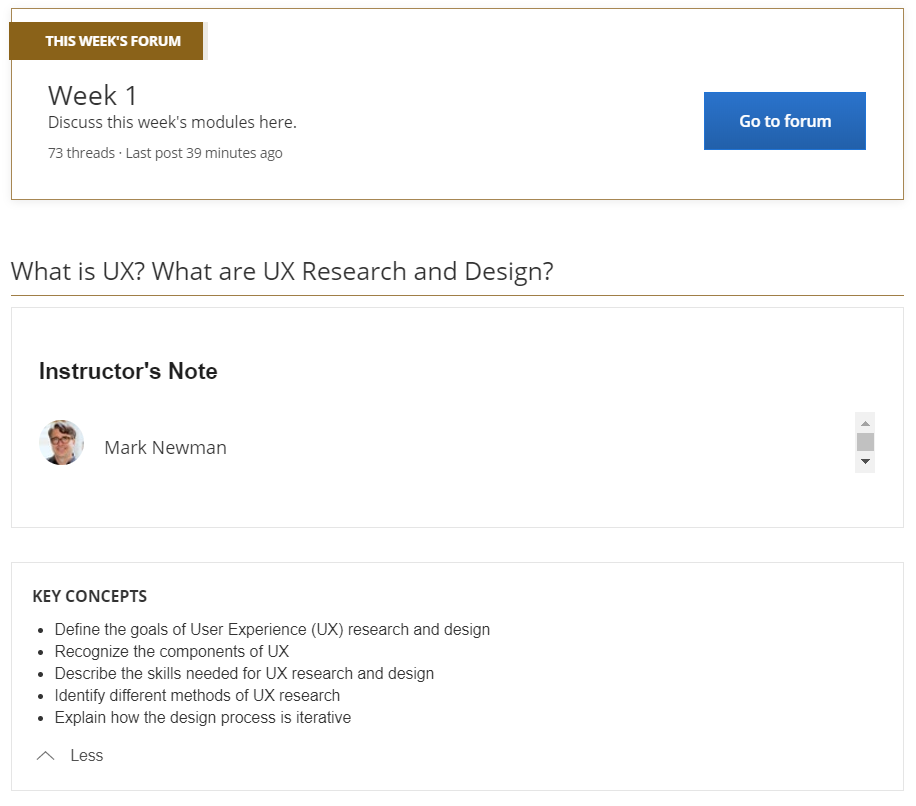 THIS WEEK'S FORUM
Week 1
Discuss this week's modules here.
73 threads · Last post 39 minutes ago
Go to forum
What is UX? What are UX Research and Design?
Instructor's Note
Mark Newman
KEY CONCEPTS
• Define the goals of User Experience (UX) research and design
• Recognize the components of UX
• Describe the skills needed for UX research and design
• Identify different methods of UX research
• Explain how the design process is iterative
Less